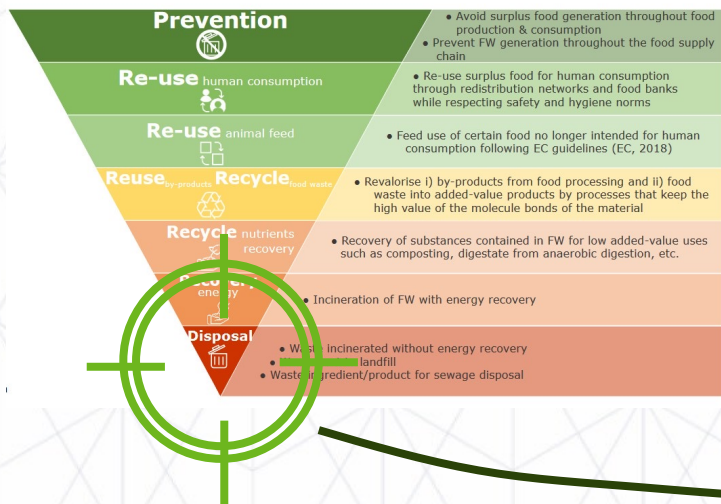 Prevention
• Avoid surplus food generation throughout food
production & consumption
• Prevent FW generation throughout the food supply
chain
Re-use human consumption
• Re-use surplus food for human consumption
through redistribution networks and food banks
while respecting safety and hygiene norms
Re-use animal feed
• Feed use of certain food no longer intended for human
consumption following EC guidelines (EC, 2018)
Reuse by-products Recycle food waste
• Revalorise i) by-products from food processing and ii) food
waste into added-value products by processes that keep the
high value of the molecule bonds of the material
Recycle nutrients
recovery
• Recovery of substances contained in FW for low added-value uses
such as composting, digestate from anaerobic digestion, etc.
Recovery
energy
• Incineration of FW with energy recovery
Disposal
• Waste incinerated without energy recovery
• landfill
• Waste ingredient/product for sewage disposal